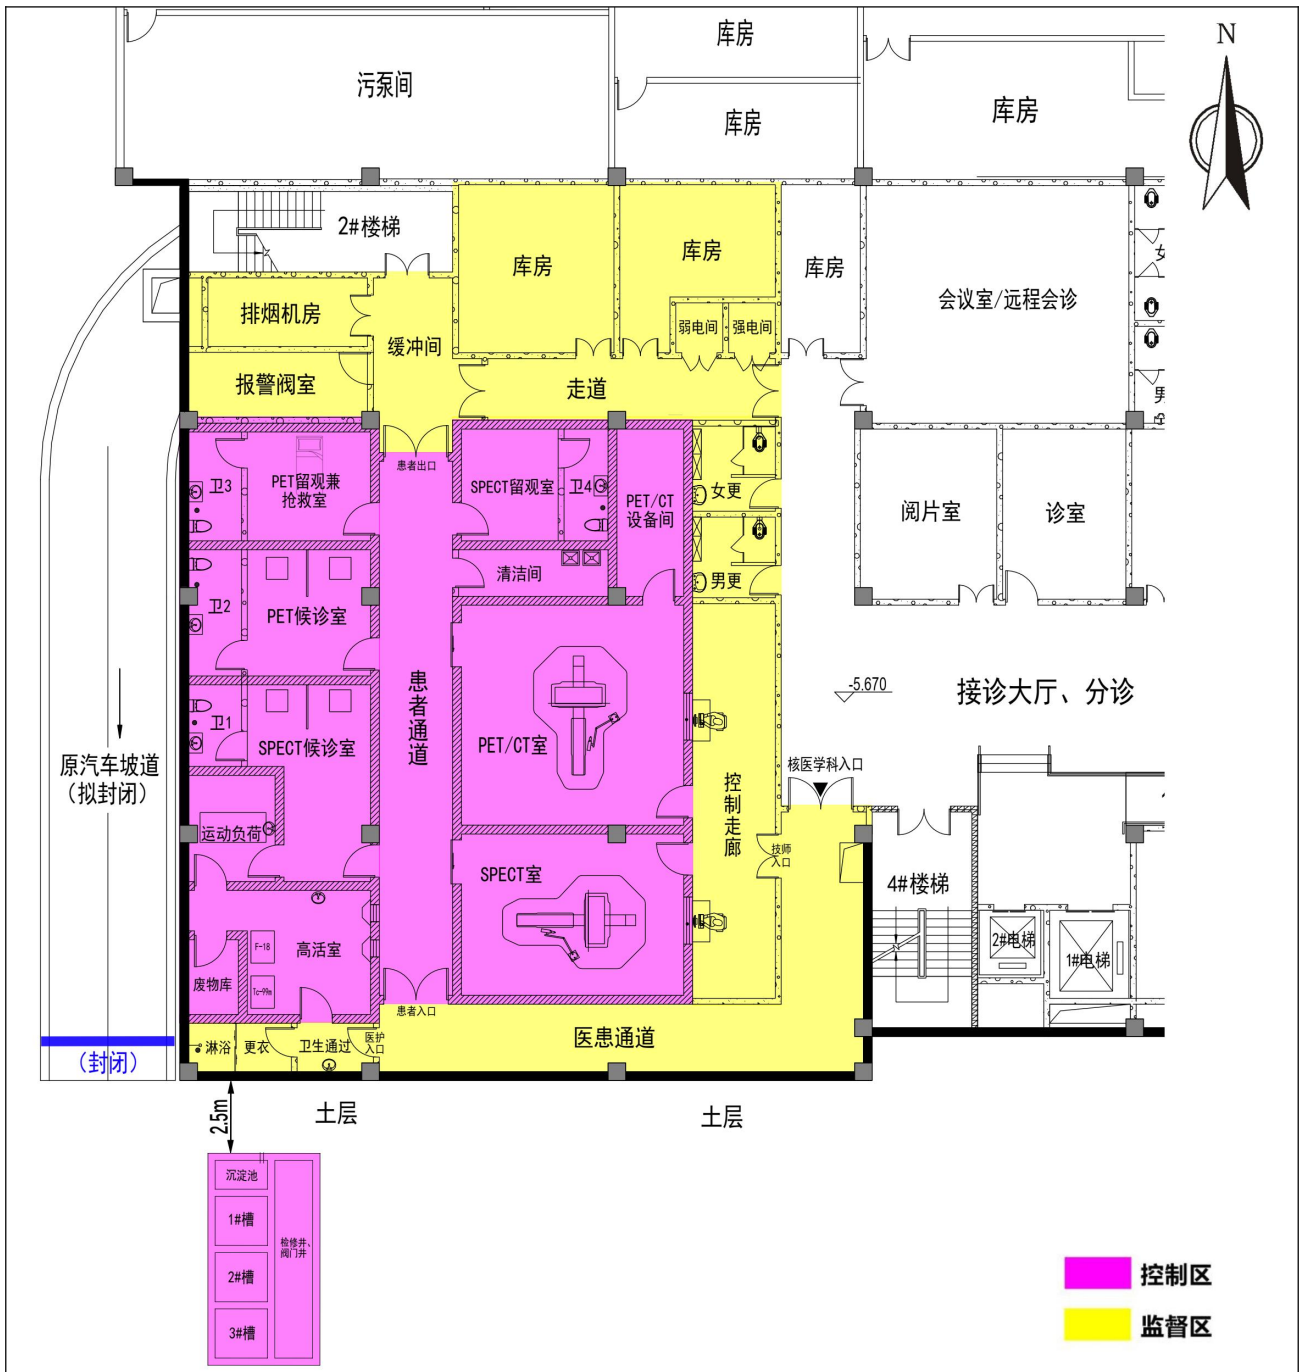 库房
污泵间
库房
库房
N
2#楼梯
库房
库房
库房
会议室/远程会诊
女
排烟机房
缓冲间
弱电间
强电间
报警阀室
走道
男
患者出口
卫3
PET留观兼
抢救室
SPECT留观室
卫4
PET/CT
设备间
女更
阅片室
诊室
清洁间
男更
卫2
PET候诊室
患者通道
-5.670
接诊大厅、分诊
卫1
SPECT候诊室
PET/CT室
原汽车坡道
（拟封闭）
核医学科入口
控制走廊
运动负荷
技师
入口
SPECT室
4#楼梯
2#电梯
1#电梯
F-18
高活室
废物库
Tc-99m
患者入口
淋浴
更衣
卫生通过
医护
入口
医患通道
（封闭）
2.5m
土层
土层
沉淀池
1#槽
检修井、
阀门井
2#槽
3#槽
控制区
监督区